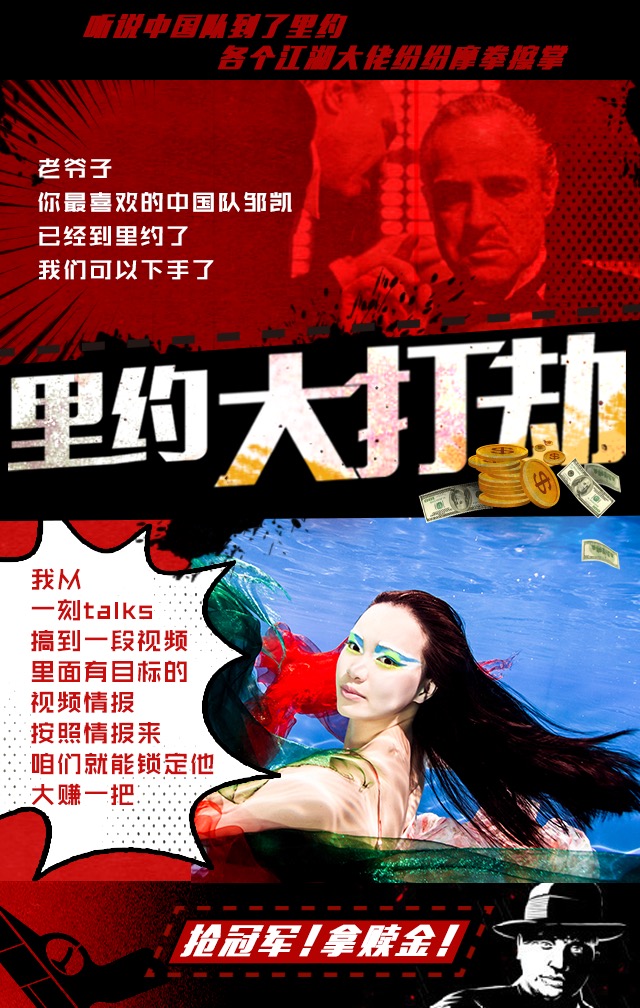 听说中国队到了里约
各个江湖大佬纷纷摩拳擦掌
老爷子
你最喜欢的中国队邹凯
已经到里约了
我们可以下手了
里约大打劫
我从
一刻talks
搞到一段视频
里面有目标的
视频情报
按照情报来
咱们就能锁定他
大赚一把
抢冠军！拿赎金！